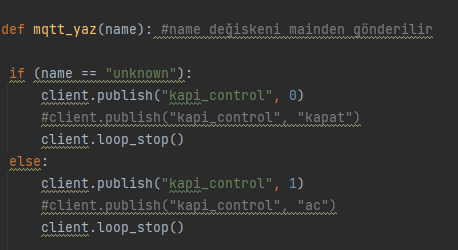 def mqtt_yaz(name): #name değiskeni mainden gönderilir
if (name == "unknown"):
client.publish("kapi_control", 0)
#client.publish("kapi_control", "kapat")
client.loop_stop()
else:
client.publish("kapi_control", 1)
#client.publish("kapi_control", "ac")
client.loop_stop()